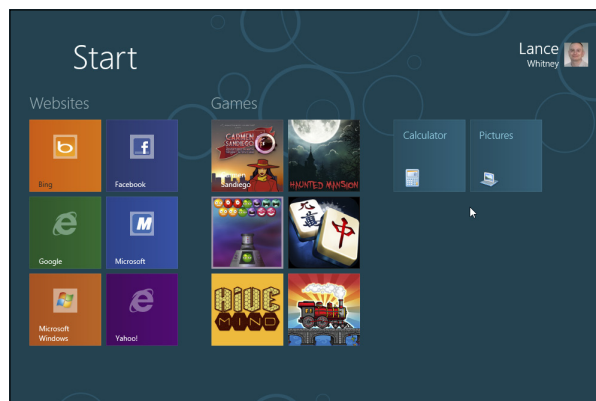 Start
Lance
Whitney
Websites
Games
Bing
Facebook
Google
Microsoft
Microsoft
Windows
Yahoo!
CARMEN
SANDIEGO
Sandiego
HAUNTED MANSION
HIVE
MIND
Calculator
Pictures